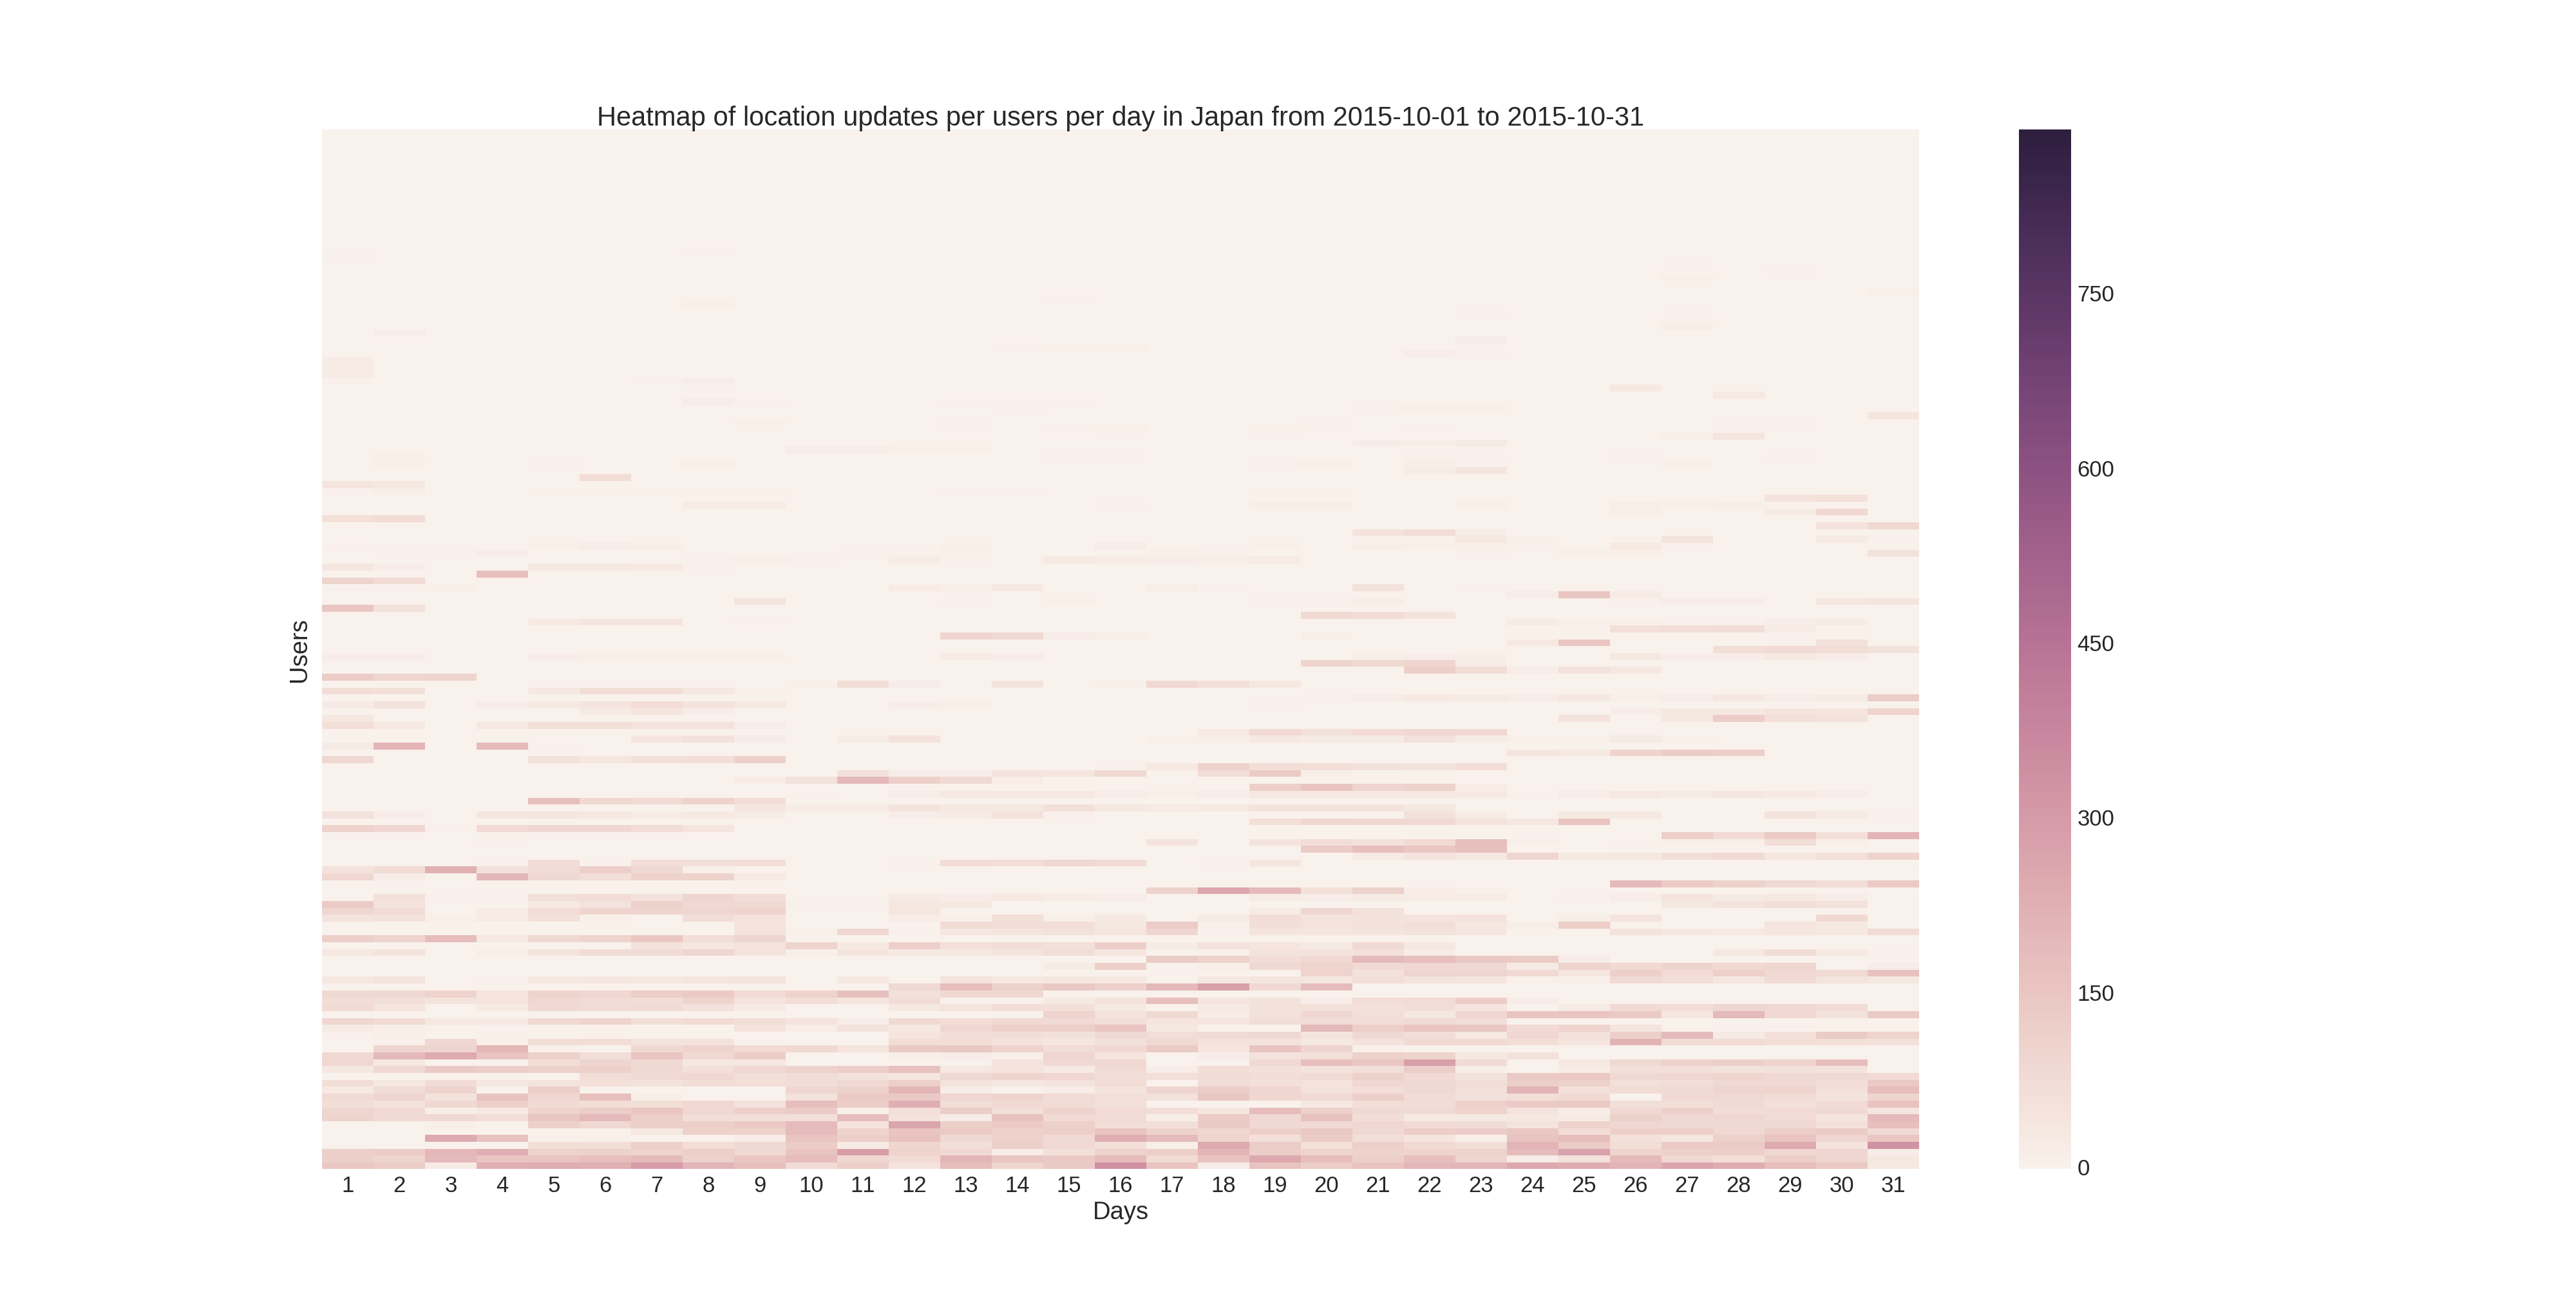 Heatmap of location updates per users per day in Japan from 2015-10-01 to 2015-10-31
750
600
450
300
150
0
Users
1 2 3 4 5 6 7 8 9 10 11 12 13 14 15 16 17 18 19 20 21 22 23 24 25 26 27 28 29 30 31
Days